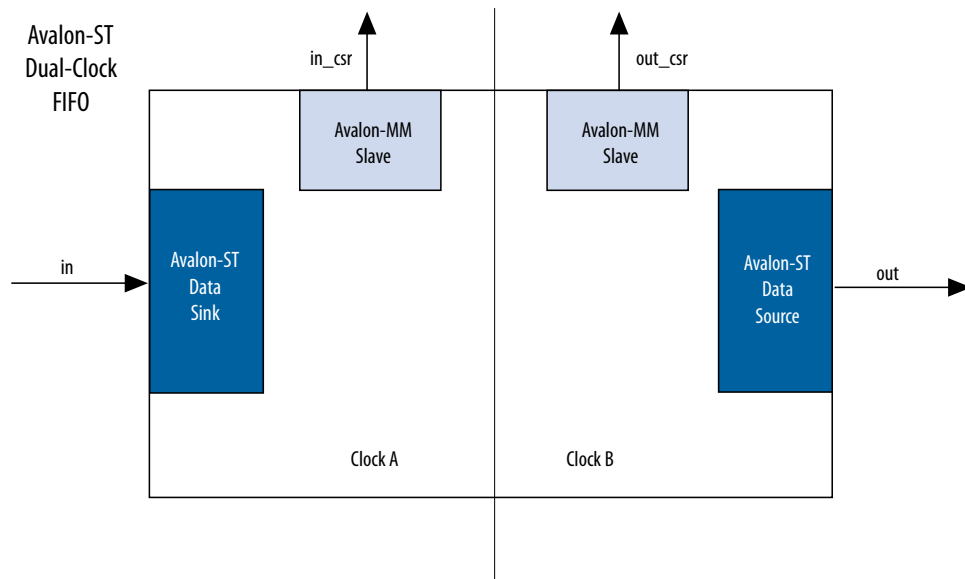 Avalon-ST
Dual-Clock
FIFO
in_csr
out_csr
Avalon-MM
Slave
Avalon-MM
Slave
in
Avalon-ST
Data
Sink
Avalon-ST
Data
Source
out
Clock A
Clock B